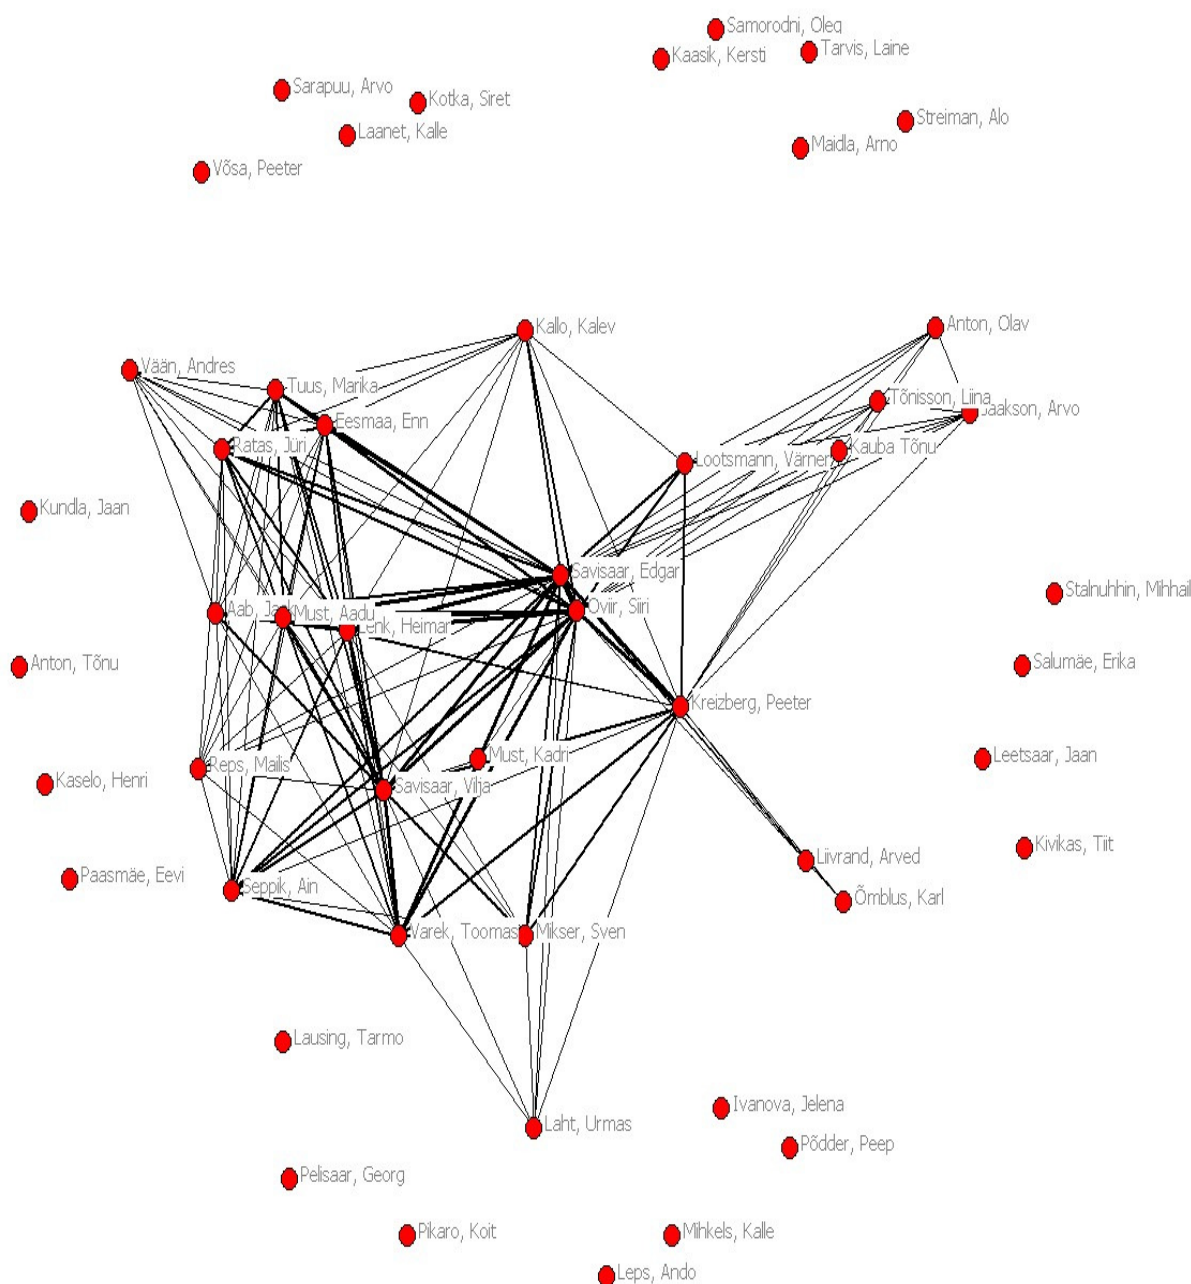 Samorodni, Oleg
Kaasik, Kersti
Tarvis, Laine
Sarapuu, Arvo
Kotka, Siret
Streiman, Alo
Laanet, Kalle
Maidla, Arno
Võsa, Peeter
Kallo, Kalev
Anton, Olav
Vään, Andres
Tuus, Marika
Tõnisson, Liina
Jaakson, Arvo
Eesmaa, Enn
Ratas, Jüri
Kauba Tõnu
Lootsmann, Värner
Kundla, Jaan
Savisaar, Edgar
Stalnuhhin, Mihhail
Oviir, Siiri
Aab, Jaak
Must, Aadu
Lenk, Heimar
Anton, Tõnu
Salumäe, Erika
Kreizberg, Peeter
Must, Kadri
Leetsaar, Jaan
Reps, Mailis
Kaselo, Henri
Savisaar, Vilja
Kivikas, Tiit
Liivrand, Arved
Paasmäe, Eevi
Seppik, Ain
Õmblus, Karl
Varek, Toomas
Mikser, Sven
Lausing, Tarmo
Ivanova, Jelena
Laht, Urmas
Põdder, Peep
Pelisaar, Georg
Pikaro, Koit
Mihkels, Kalle
Leps, Ando